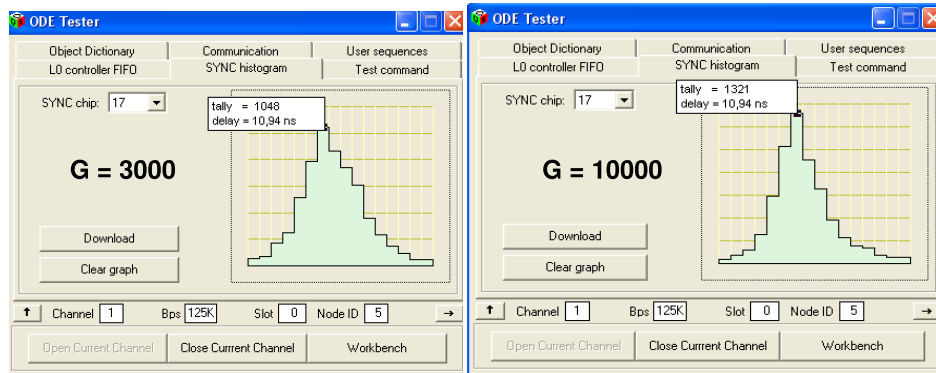 ODE Tester
Object Dictionary Communication User sequences
L0 controller FIFO SYNC histogram Test command
SYNC chip: 17
tally = 1048
delay = 10,94 ns
G = 3000
Download
Clear graph
Channel 1 Bps 125K Slot 0 Node ID 5
Open Current Channel Close Currrent Channel Workbench
ODE Tester
Object Dictionary Communication User sequences
L0 controller FIFO SYNC histogram Test command
SYNC chip: 17
tally = 1321
delay = 10,94 ns
G = 10000
Download
Clear graph
Channel 1 Bps 125K Slot 0 Node ID 5
Open Current Channel Close Currrent Channel Workbench